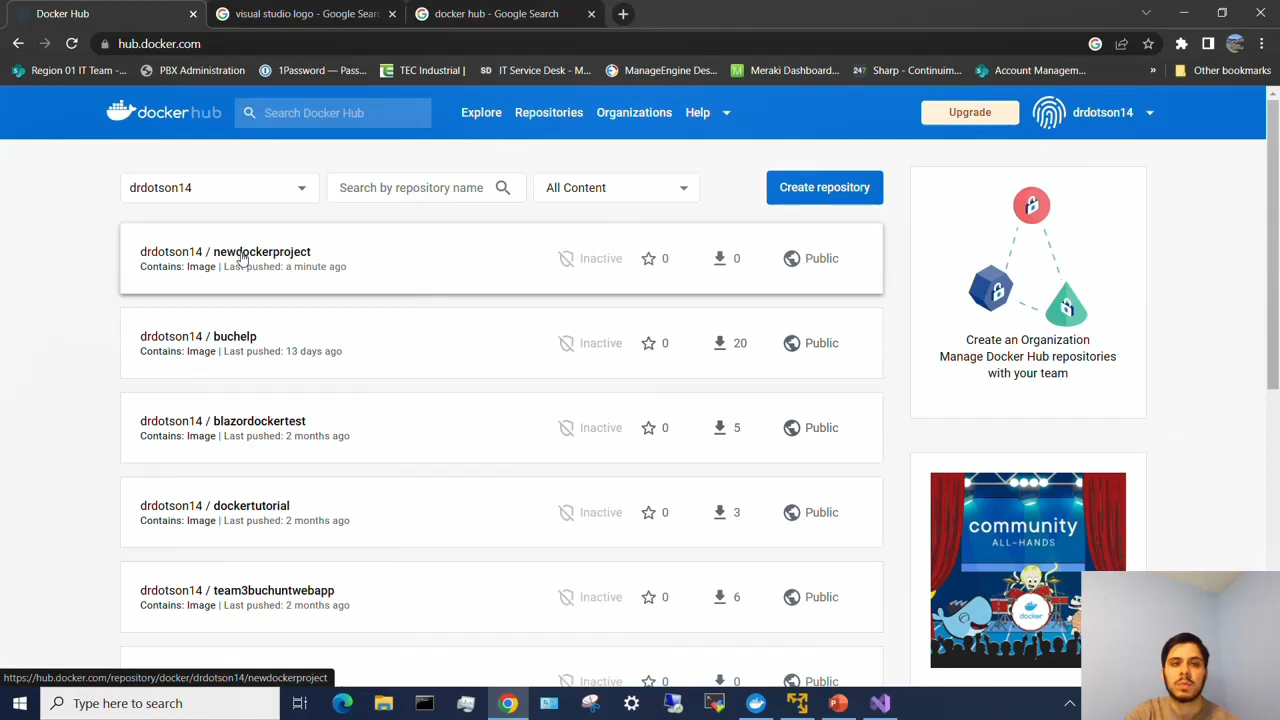 Docker Hub
visual studio logo - Google Searc
docker hub - Google Search
hub.docker.com
Region 01 IT Team -...
PBX Administration
1Password — Pass...
TEC Industrial |
IT Service Desk - M...
ManageEngine Des...
Meraki Dashboard...
Sharp - Continuim...
Account Managem...
»
Other bookmarks
docker hub
Search Docker Hub
Explore
Repositories
Organizations
Help
Upgrade
drdotson14
drdotson14
Search by repository name
All Content
Create repository
drdotson14 / newdockerproject
Contains: Image | Last pushed: a minute ago
Inactive
0
0
Public
drdotson14 / buchelp
Contains: Image | Last pushed: 13 days ago
Inactive
0
20
Public
drdotson14 / blazordockertest
Contains: Image | Last pushed: 2 months ago
Inactive
0
5
Public
drdotson14 / dockertutorial
Contains: Image | Last pushed: 2 months ago
Inactive
0
3
Public
drdotson14 / team3buchuntwebapp
Contains: Image | Last pushed: 2 months ago
Inactive
0
6
Public
Inactive
0
0
Public
Create an Organization
Manage Docker Hub repositories
with your team
community
ALL-HANDS
docker
https://hub.docker.com/repository/docker/drdotson14/newdockerproject
Type here to search